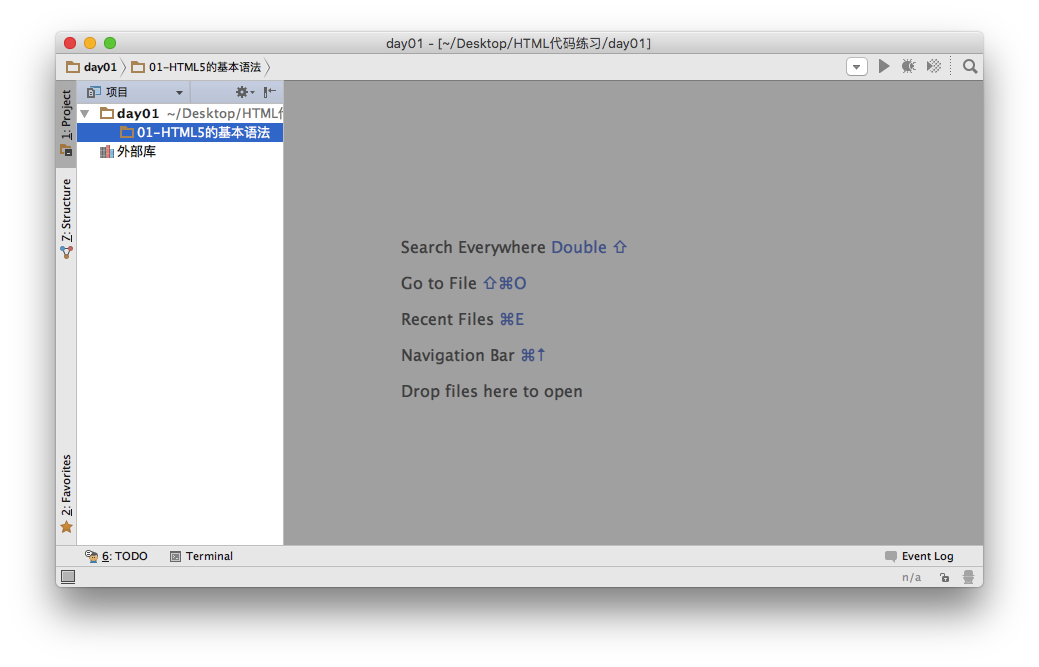 day01 - [~/Desktop/HTML代码练习/day01]
day01 01-HTML5的基本语法
1: Project
项目
day01 ~/Desktop/HTML
01-HTML5的基本语法
外部库
7: Structure
Search Everywhere Double ⇧
Go to File ⇧⌘O
Recent Files ⌘E
Navigation Bar ⌘↑
Drop files here to open
2: Favorites
6: TODO Terminal Event Log
n/a